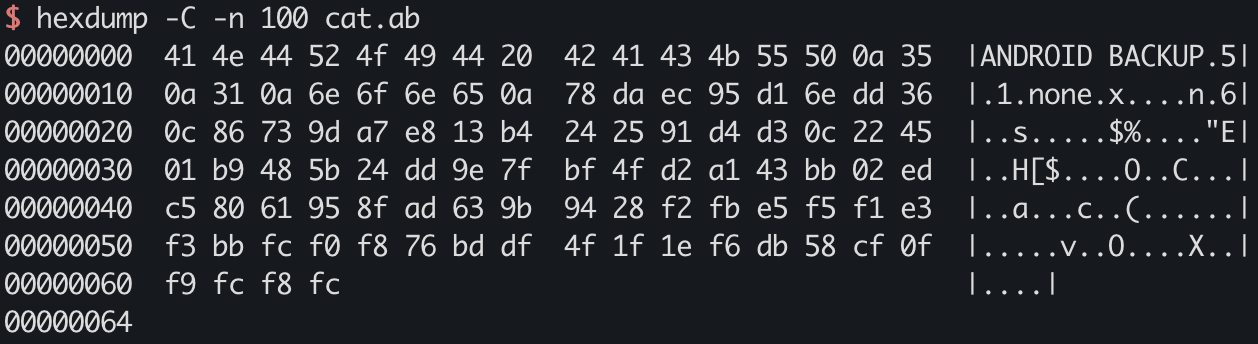 $ hexdump -C -n 100 cat.ab
00000000  41 4e 44 52 4f 49 44 20  42 41 43 4b 55 50 0a 35  |ANDROID BACKUP.5|
00000010  0a 31 0a 6e 6f 6e 65 0a  78 da ec 95 d1 6e dd 36  |.1.none.x....n.6|
00000020  0c 86 73 9d a7 e8 13 b4  24 25 91 d4 d3 0c 22 45  |..s.....$%...."E|
00000030  01 b9 48 5b 24 dd 9e 7f  bf 4f d2 a1 43 bb 02 ed  |..H[$....O..C...|
00000040  c5 80 61 95 8f ad 63 9b  94 28 f2 fb e5 f5 f1 e3  |..a...c..(......|
00000050  f3 bb fc f0 f8 76 bd df  4f 1f 1e f6 db 58 cf 0f  |.....v..O....X..|
00000060  f9 fc f8 fc                                       |....|
00000064